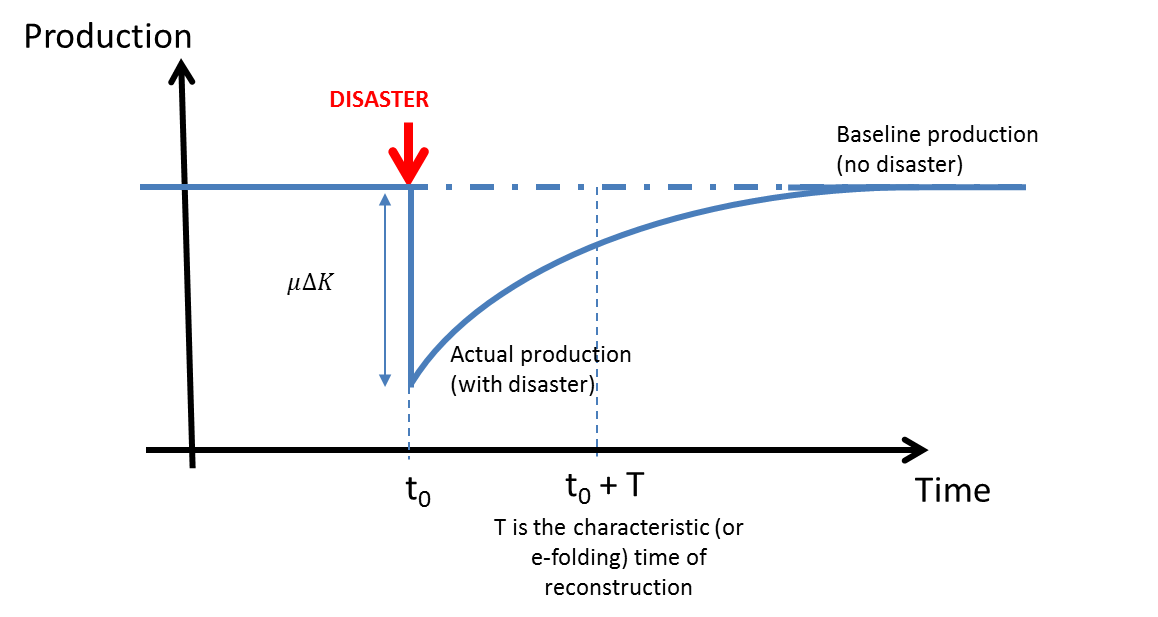 Production
DISASTER
Baseline production
(no disaster)
μΔK
Actual production
(with disaster)
t₀
t₀ + T
Time
T is the characteristic (or
e-folding) time of
reconstruction